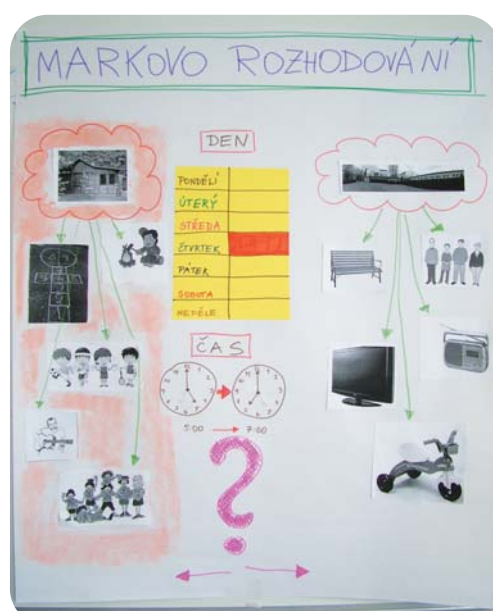 MARKOVO ROZHODOVÁNÍ
DEN
PONDĚLÍ
ÚTERÝ
STŘEDA
ČTVRTEK
PÁTEK
SOBOTA
NEDĚLE
ČAS
5:00 → 7:00
?